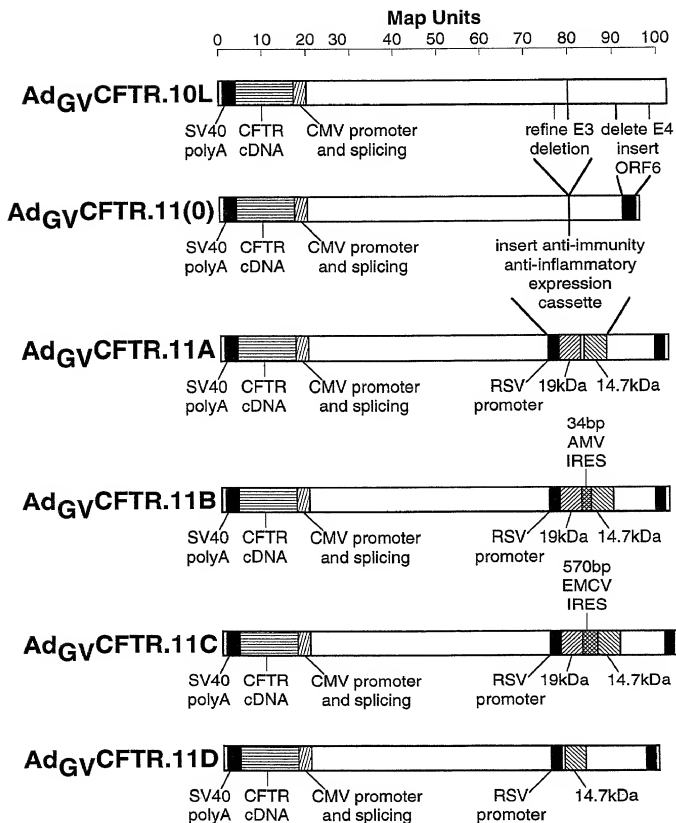 Map Units
0 10 20 30 40 50 60 70 80 90 100
AdGVCFTR.10L
SV40 polyA
CFTR cDNA
CMV promoter and splicing
refine E3 deletion
delete E4 insert ORF6
AdGVCFTR.11(0)
SV40 polyA
CFTR cDNA
CMV promoter and splicing
insert anti-immunity
anti-inflammatory
expression
cassette
AdGVCFTR.11A
SV40 polyA
CFTR cDNA
CMV promoter and splicing
RSV promoter
19kDa
14.7kDa
34bp
AMV
IRES
AdGVCFTR.11B
SV40 polyA
CFTR cDNA
CMV promoter and splicing
RSV promoter
19kDa
14.7kDa
570bp
EMCV
IRES
AdGVCFTR.11C
SV40 polyA
CFTR cDNA
CMV promoter and splicing
RSV promoter
19kDa
14.7kDa
AdGVCFTR.11D
SV40 polyA
CFTR cDNA
CMV promoter and splicing
RSV promoter
14.7kDa